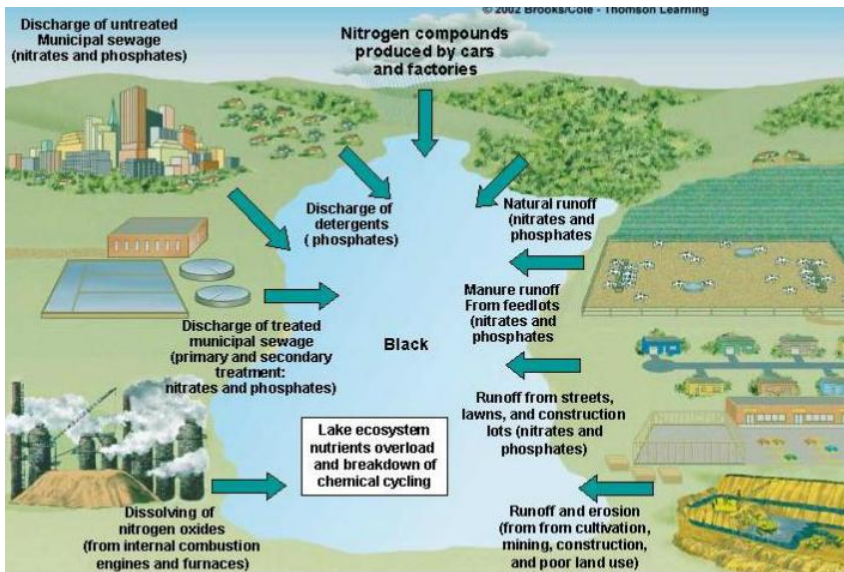 © 2002 Brooks/Cole - Thomson Learning
Discharge of untreated
Municipal sewage
(nitrates and phosphates)
Nitrogen compounds
produced by cars
and factories
Discharge of
detergents
( phosphates)
Natural runoff
(nitrates and
phosphates
Manure runoff
From feedlots
(nitrates and
phosphates
Discharge of treated
municipal sewage
(primary and secondary
treatment:
nitrates and phosphates)
Black
Runoff from streets,
lawns, and construction
lots (nitrates and
phosphates)
Lake ecosystem
nutrients overload
and breakdown of
chemical cycling
Dissolving of
nitrogen oxides
(from internal combustion
engines and furnaces)
Runoff and erosion
(from from cultivation,
mining, construction,
and poor land use)